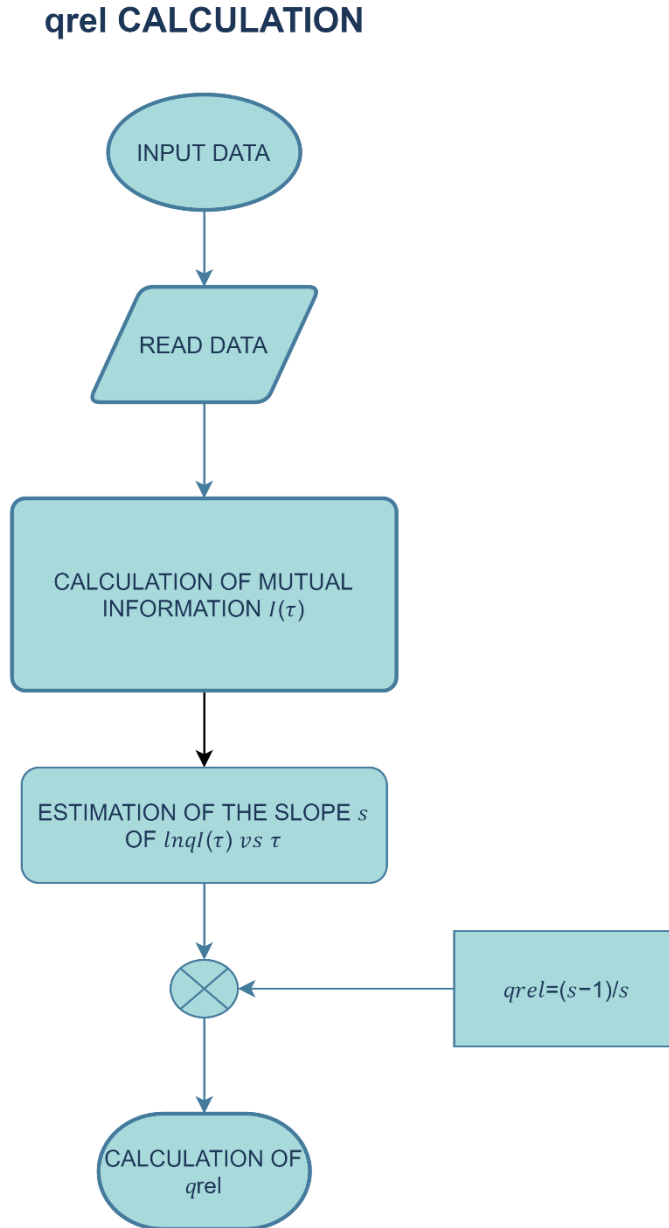 qrel CALCULATION
INPUT DATA
READ DATA
CALCULATION OF MUTUAL
INFORMATION I(τ)
ESTIMATION OF THE SLOPE s
OF lnqI(τ) vs τ
qrel=(s−1)/s
CALCULATION OF
qrel